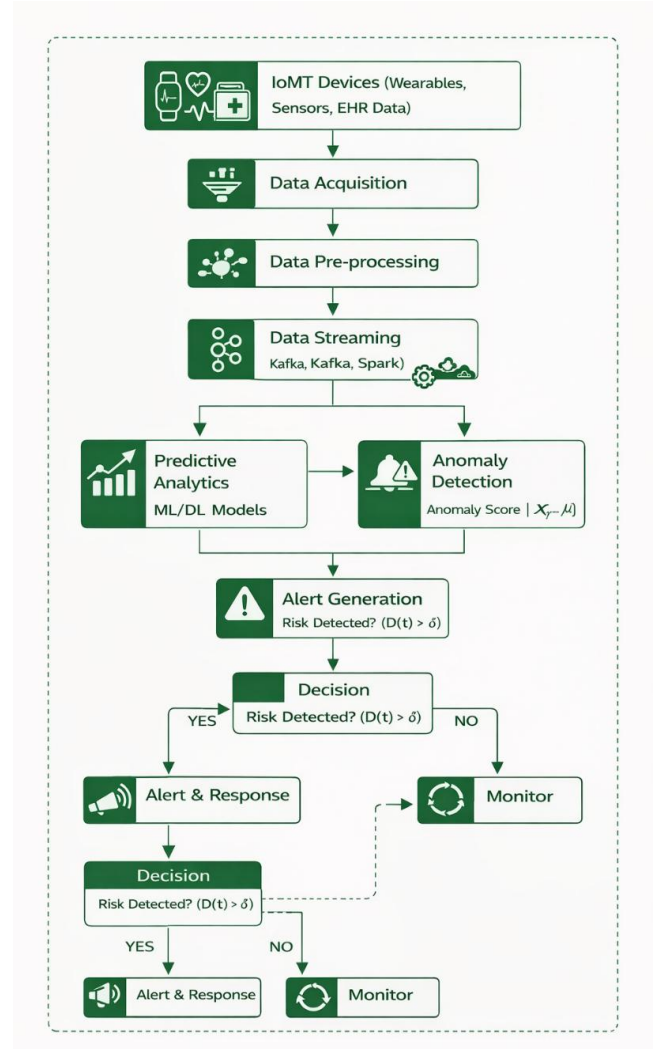 IoMT Devices (Wearables,
Sensors, EHR Data)
Data Acquisition
Data Pre-processing
Data Streaming
Kafka, Kafka, Spark)
Predictive
Analytics
ML/DL Models
Anomaly
Detection
Anomaly Score | Xᵧ₋ μ]
Alert Generation
Risk Detected? (D(t) > δ)
Decision
Risk Detected? (D(t) > δ)
YES
NO
Alert & Response
Monitor
Decision
Risk Detected? (D(t) > δ)
YES
NO
Alert & Response
Monitor